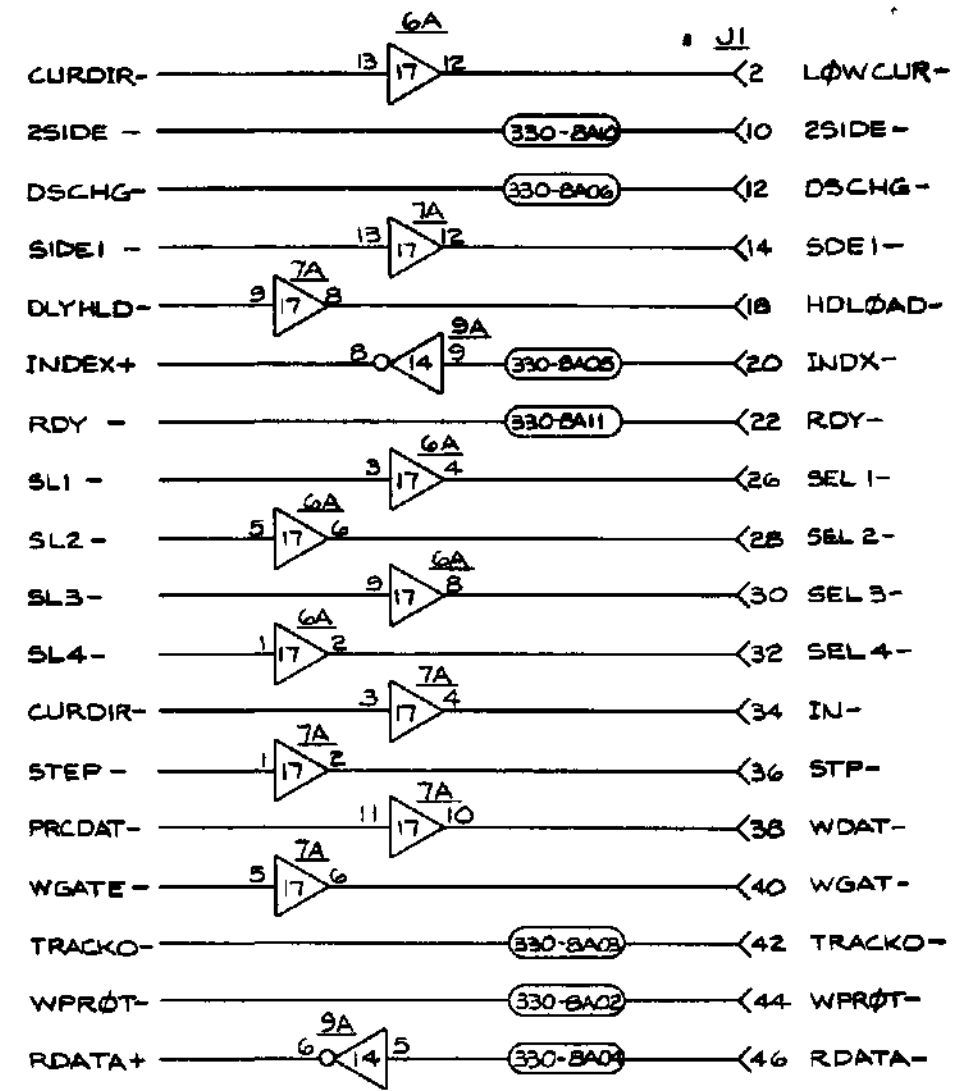 6A J1
CURDIR- 13 17 12 2 LØWCUR-
2SIDE - 330-8A10 10 2SIDE-
DSCHG- 330-8A06 12 DSCHG-
7A
SIDE1 - 13 17 12 14 SDE1-
7A
DLYHLD- 9 17 8 18 HDLØAD-
9A
INDEX+ 8 14 9 330-8A05 20 INDX-
RDY - 330-8A11 22 RDY-
6A
SL1 - 3 17 4 26 SEL 1-
6A
SL2 - 5 17 6 28 SEL 2-
6A
SL3- 9 17 8 30 SEL 3-
6A
SL4- 1 17 2 32 SEL 4-
7A
CURDIR- 3 17 4 34 IN-
7A
STEP - 1 17 2 36 STP-
7A
PRCDAT- 11 17 10 38 WDAT-
7A
WGATE - 5 17 6 40 WGAT-
TRACKO- 330-8A03 42 TRACKO-
WPRØT- 330-8A02 44 WPRØT-
9A
RDATA+ 6 14 5 330-8A04 46 RDATA-